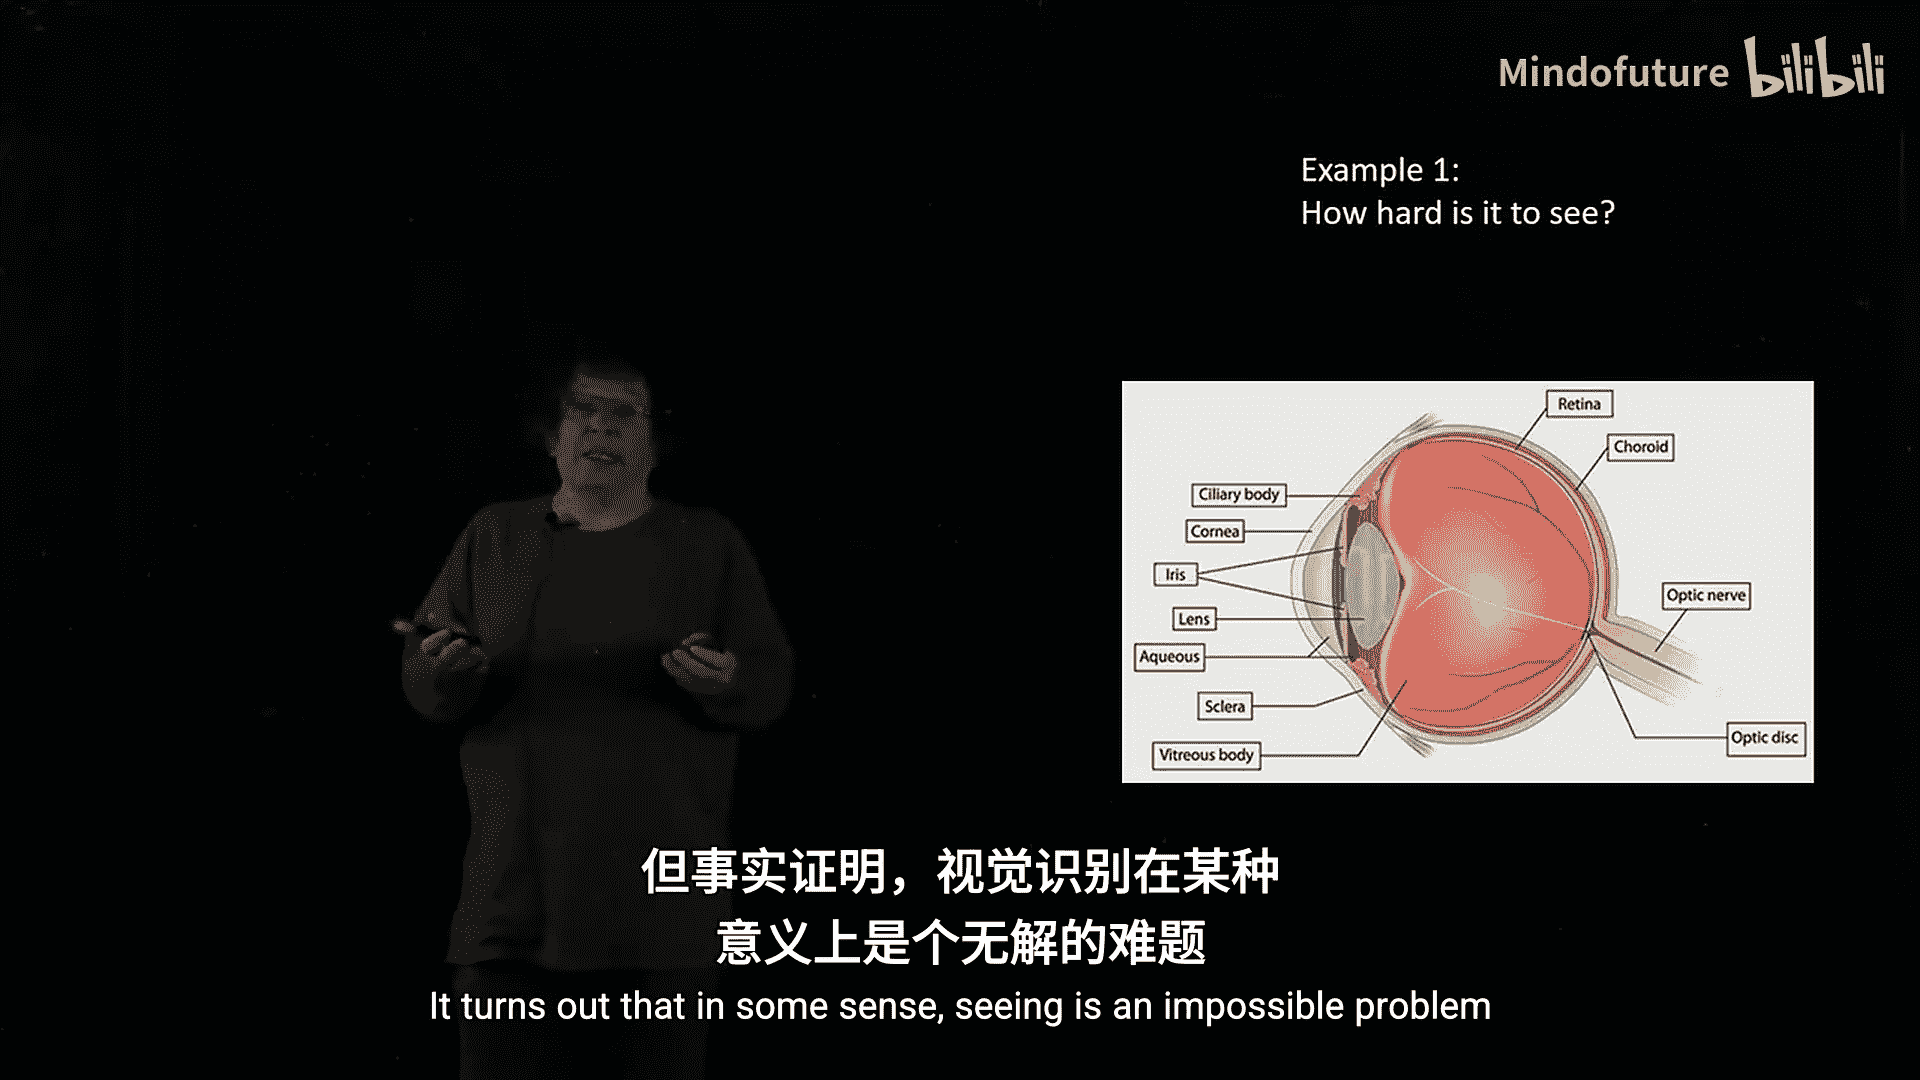 Mindofuture bilibili
Example 1:
How hard is it to see?
Retina
Choroid
Ciliary body
Cornea
Iris
Lens
Aqueous
Sclera
Vitreous body
Optic nerve
Optic disc
但事实证明，视觉识别在某种
意义上是个无解的难题
It turns out that in some sense, seeing is an impossible problem